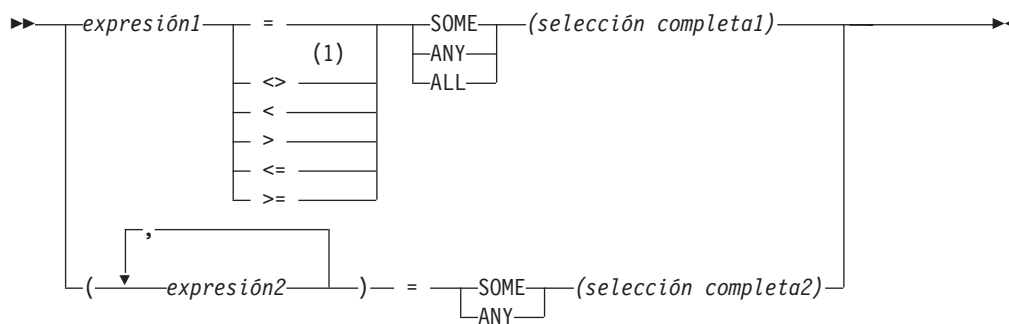 expresión1 = SOME (selección completa1)
(1) ANY
<> ALL
<
>
<=
>=
,
( expresión2 ) = SOME (selección completa2)
ANY